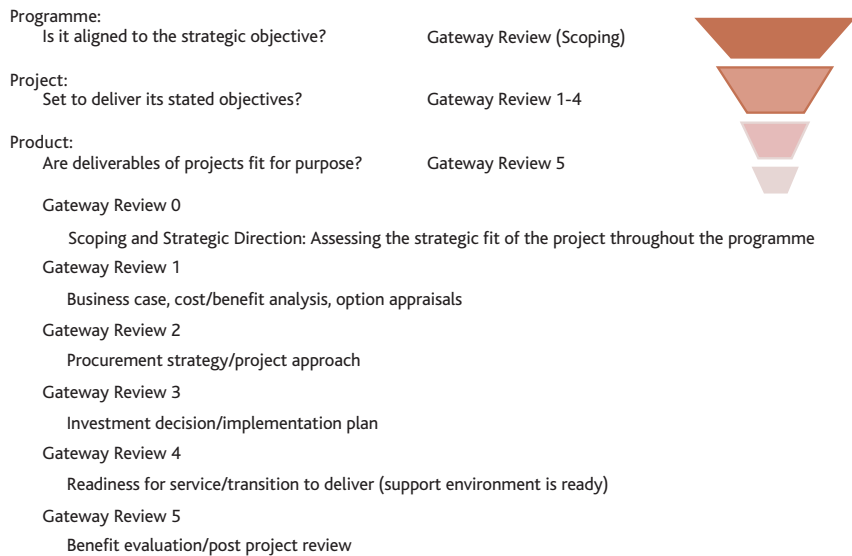 Programme:
Is it aligned to the strategic objective? Gateway Review (Scoping)
Project:
Set to deliver its stated objectives? Gateway Review 1-4
Product:
Are deliverables of projects fit for purpose? Gateway Review 5
Gateway Review 0
Scoping and Strategic Direction: Assessing the strategic fit of the project throughout the programme
Gateway Review 1
Business case, cost/benefit analysis, option appraisals
Gateway Review 2
Procurement strategy/project approach
Gateway Review 3
Investment decision/implementation plan
Gateway Review 4
Readiness for service/transition to deliver (support environment is ready)
Gateway Review 5
Benefit evaluation/post project review